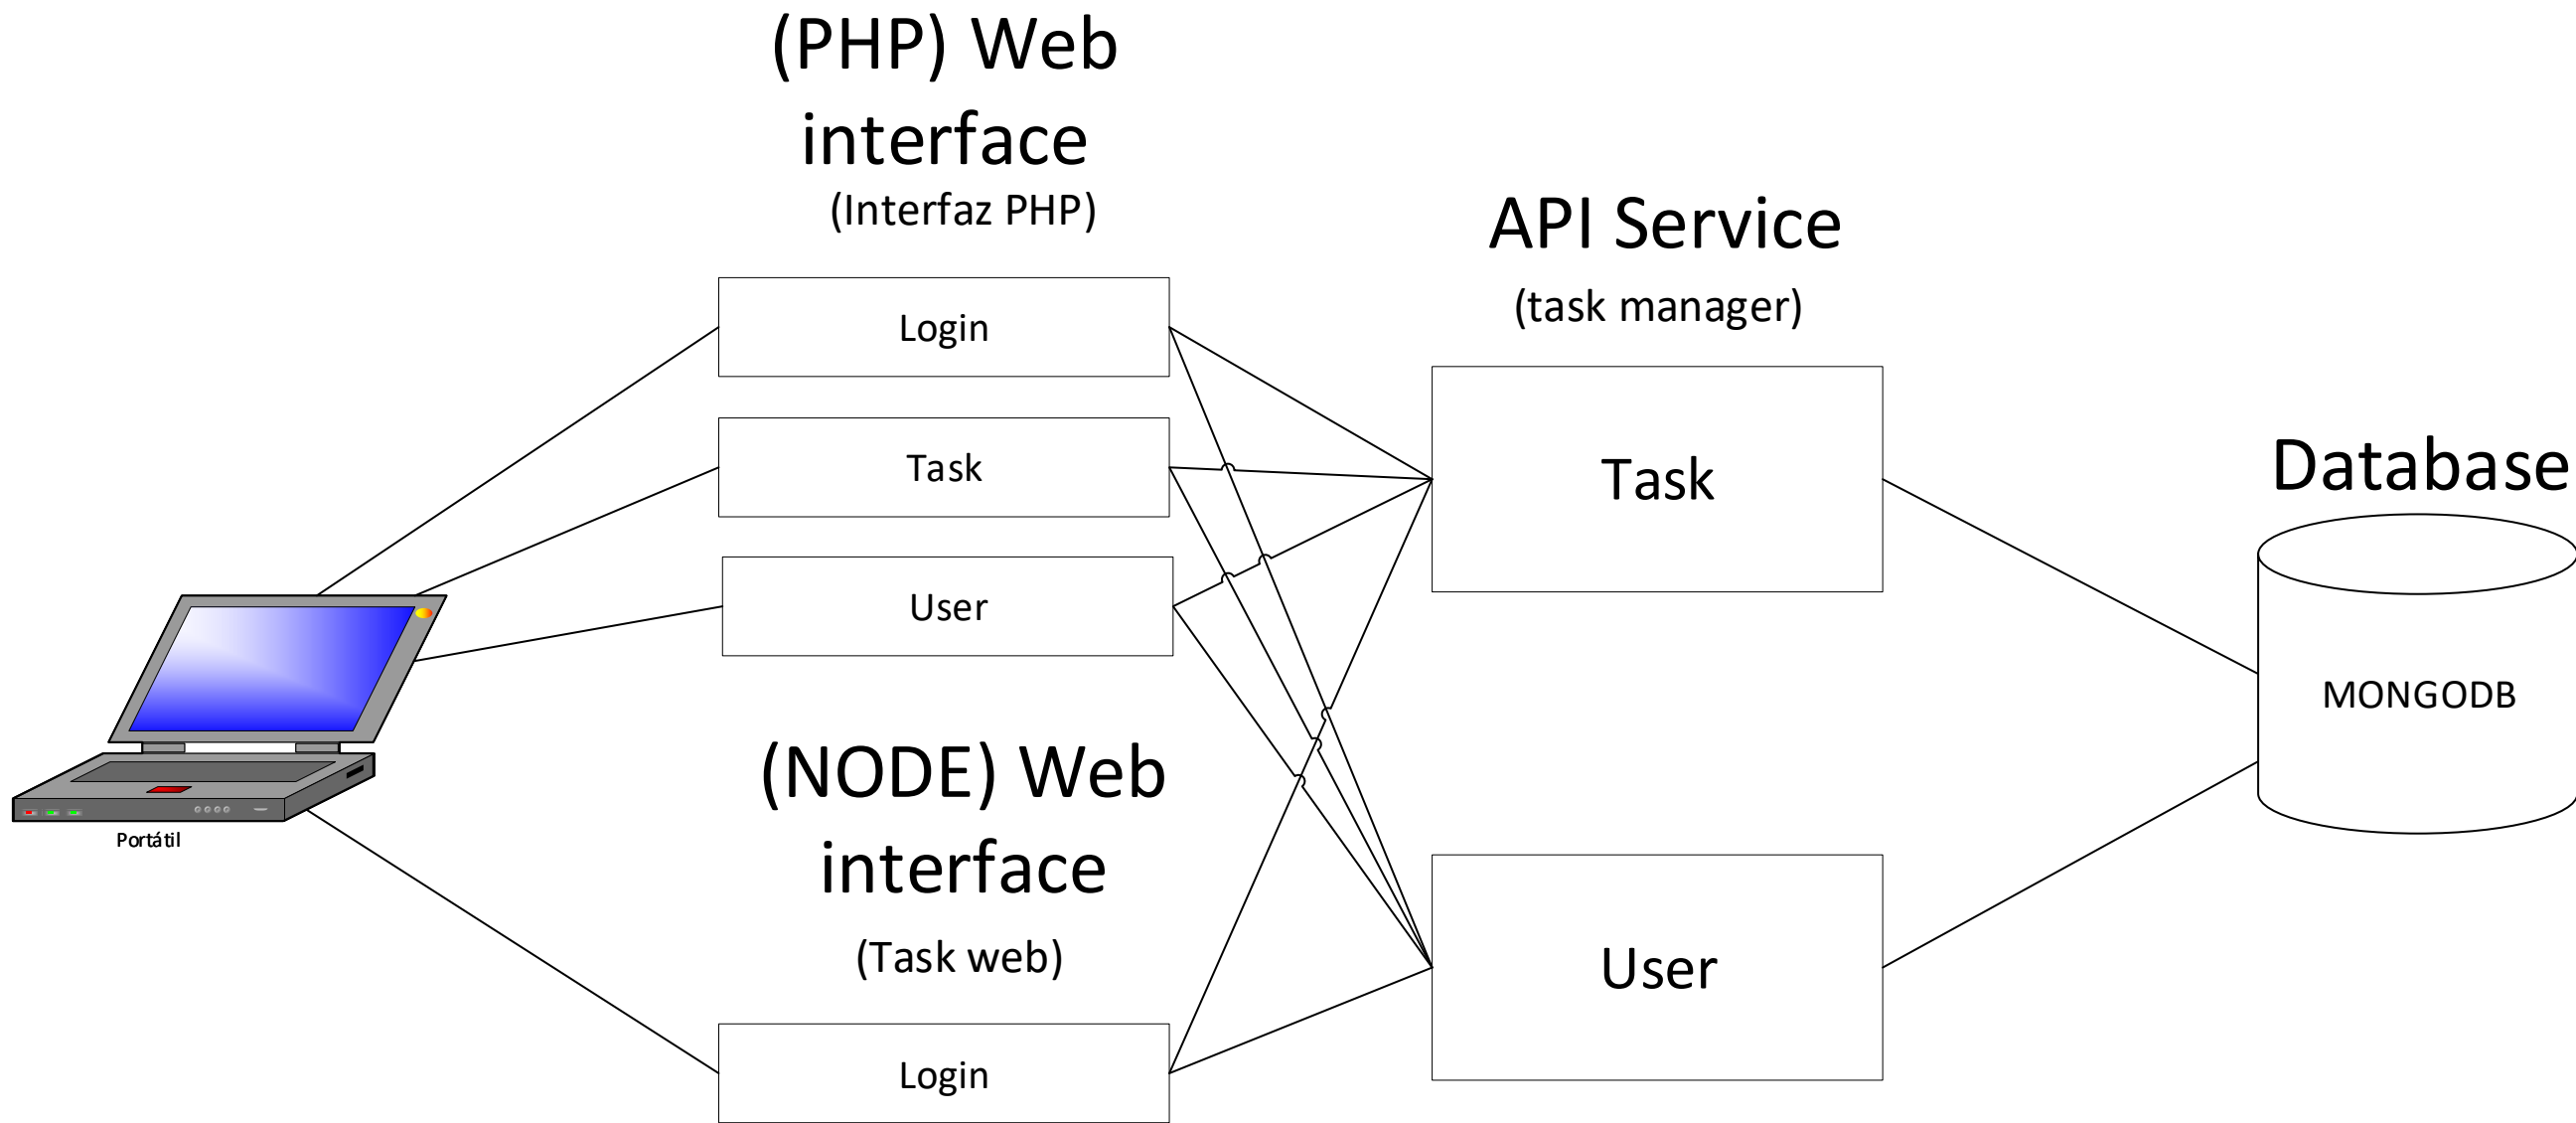 (PHP) Web
interface
(Interfaz PHP)
Login
Task
User
Portátil
(NODE) Web
interface
(Task web)
Login
API Service
(task manager)
Task
User
Database
MONGODB